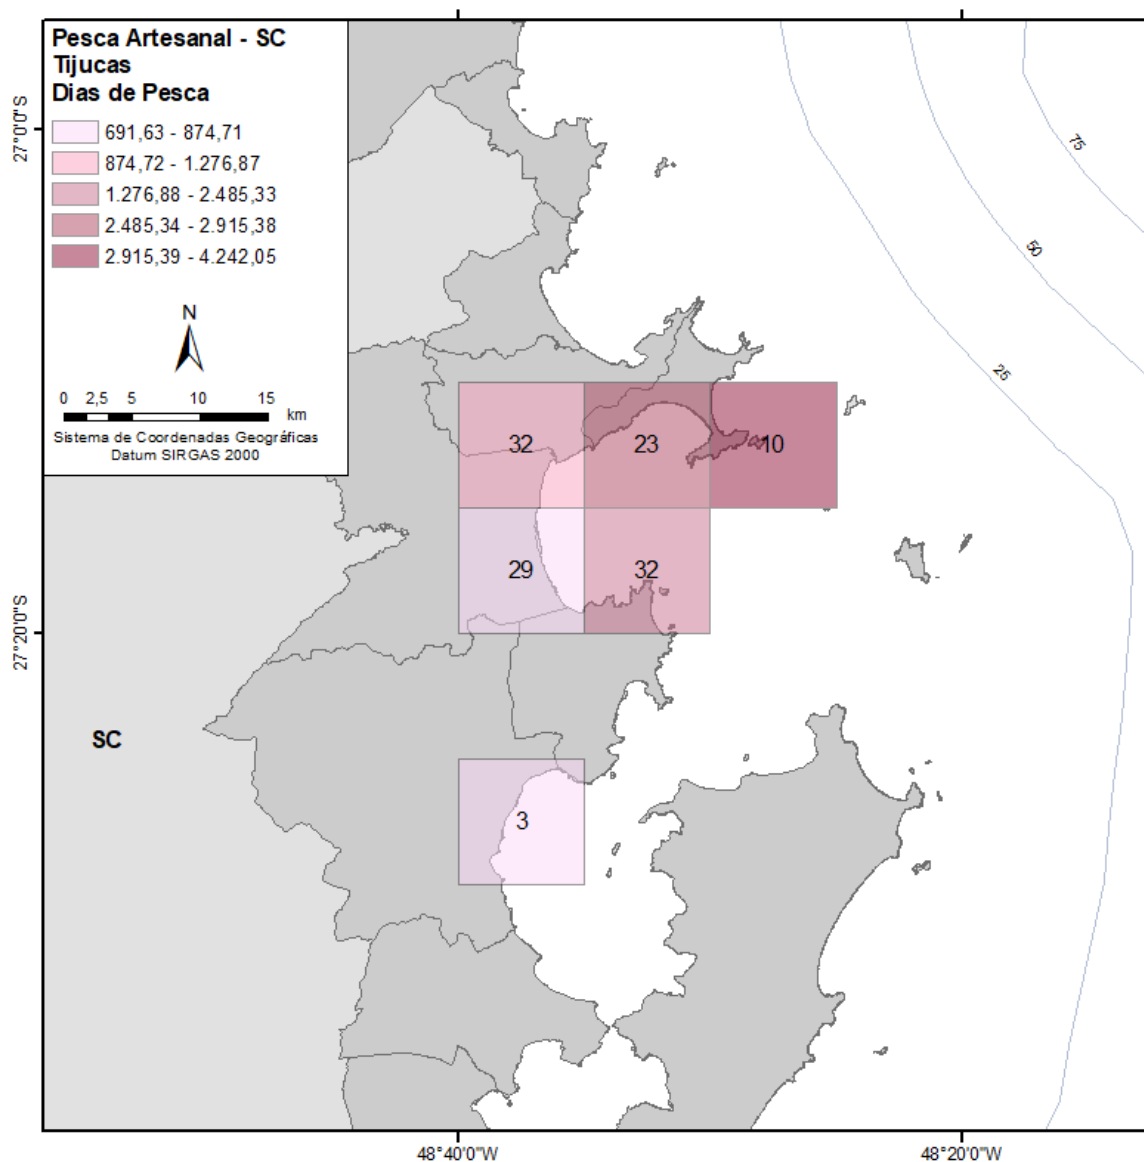 Pesca Artesanal - SC
Tijucas
Dias de Pesca
691,63 - 874,71
874,72 - 1.276,87
1.276,88 - 2.485,33
2.485,34 - 2.915,38
2.915,39 - 4.242,05
N
0 2,5 5 10 15
km
Sistema de Coordenadas Geográficas
Datum SIRGAS 2000
27°0'0"S
27°20'0"S
75
50
25
32 23 10
29 32
3
SC
48°40'0"W 48°20'0"W